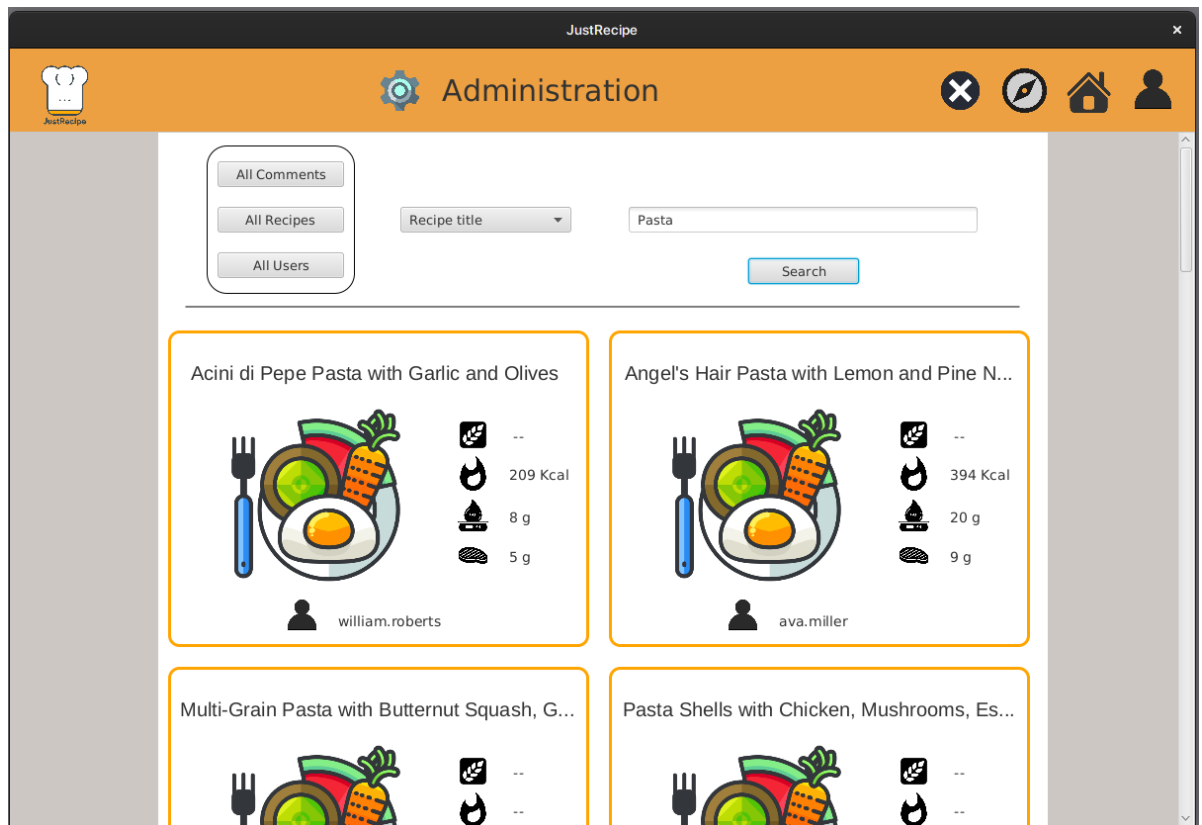 JustRecipe
{ }
...
JustRecipe
Administration
All Comments
All Recipes
Recipe title
Pasta
All Users
Search
Acini di Pepe Pasta with Garlic and Olives
--
209 Kcal
8 g
5 g
william.roberts
Angel's Hair Pasta with Lemon and Pine N...
--
394 Kcal
20 g
9 g
ava.miller
Multi-Grain Pasta with Butternut Squash, G...
--
--
Pasta Shells with Chicken, Mushrooms, Es...
--
--